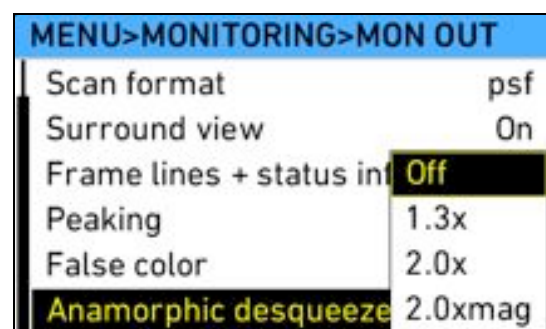 MENU>MONITORING>MON OUT
Scan format psf
Surround view On
Frame lines + status inf Off
Peaking 1.3x
False color 2.0x
Anamorphic desqueeze 2.0xmag